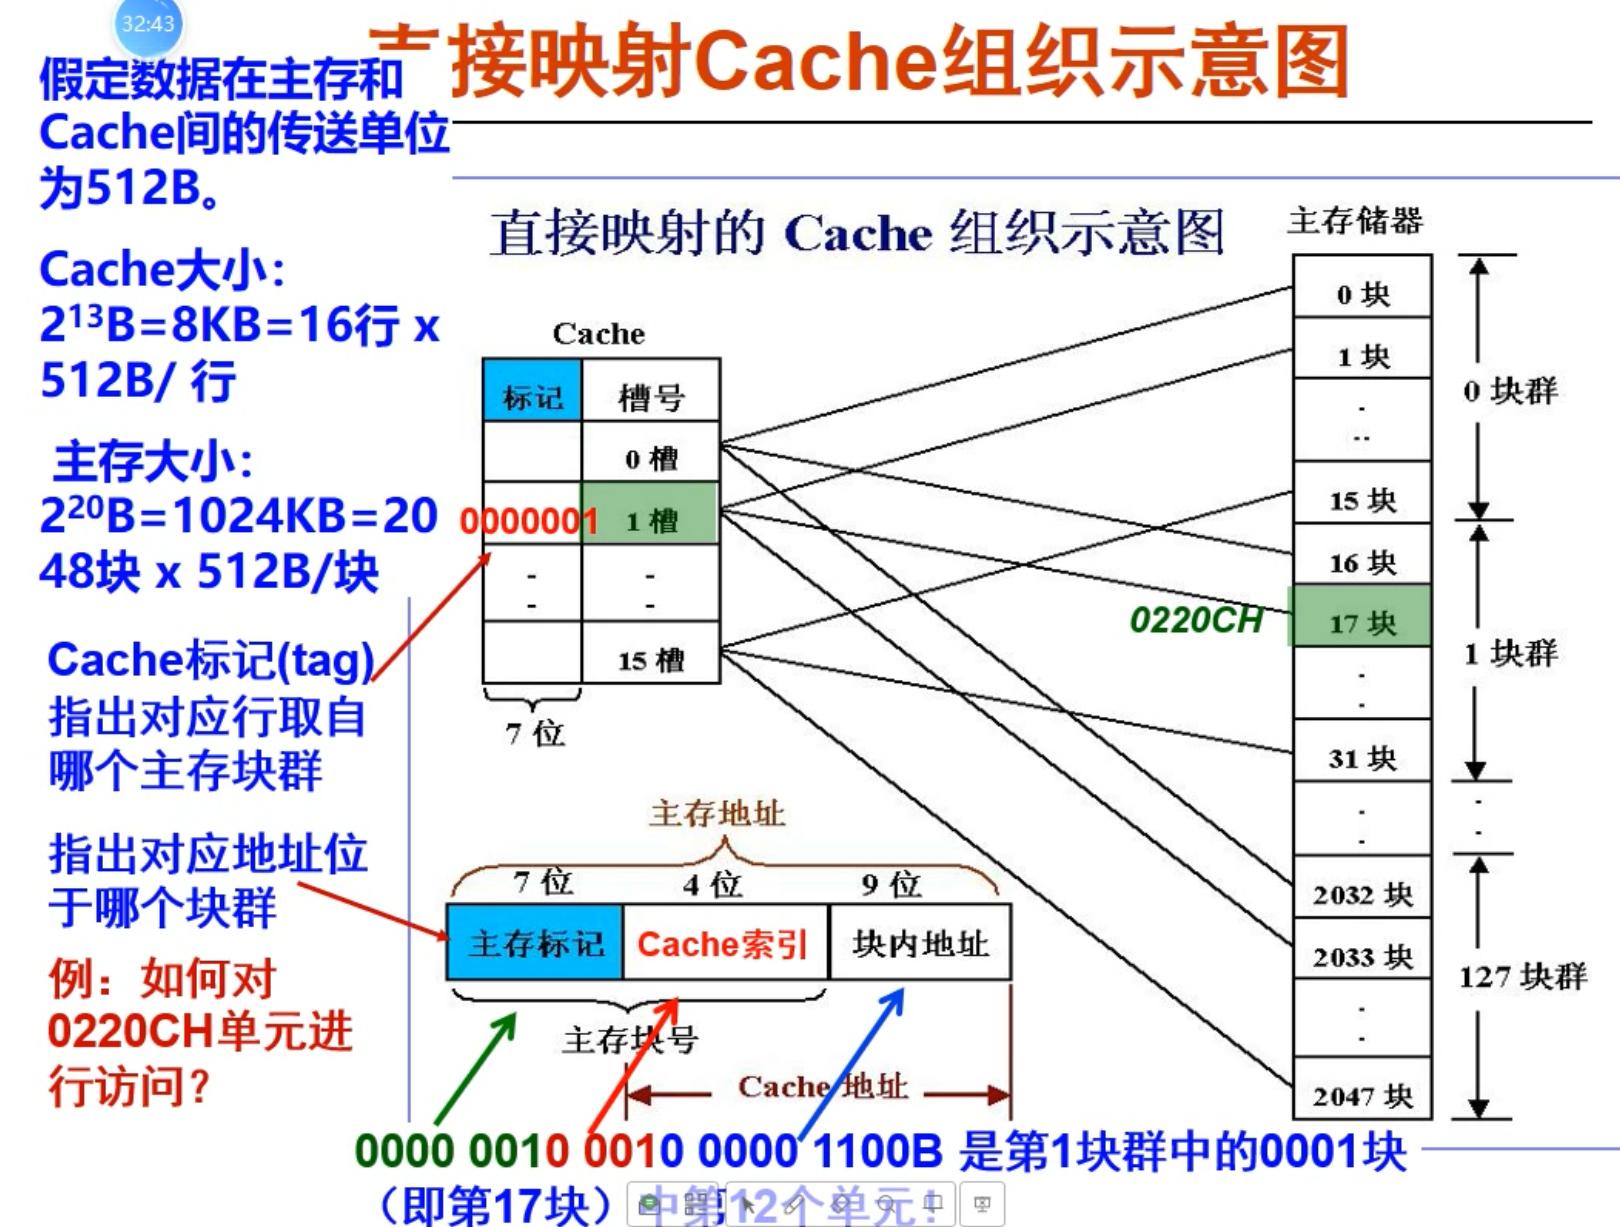 32:43
直接映射Cache组织示意图
假定数据在主存和
Cache间的传送单位
为512B。
Cache大小：
2¹³B=8KB=16行 x
512B/ 行
主存大小：
2²⁰B=1024KB=20
48块 x 512B/块
Cache标记(tag)
指出对应行取自
哪个主存块群
指出对应地址位
于哪个块群
例：如何对
0220CH单元进
行访问？
直接映射的 Cache 组织示意图
主存储器
Cache
标记 槽号
0 槽
0000001 1 槽
15 槽
7 位
0 块
1 块
15 块
16 块
0220CH 17 块
31 块
2032 块
2033 块
2047 块
0 块群
1 块群
127 块群
主存地址
7 位 4 位 9 位
主存标记 Cache索引 块内地址
主存块号
Cache 地址
0000 0010 0010 0000 1100B 是第1块群中的0001块
（即第17块）中第12个单元！